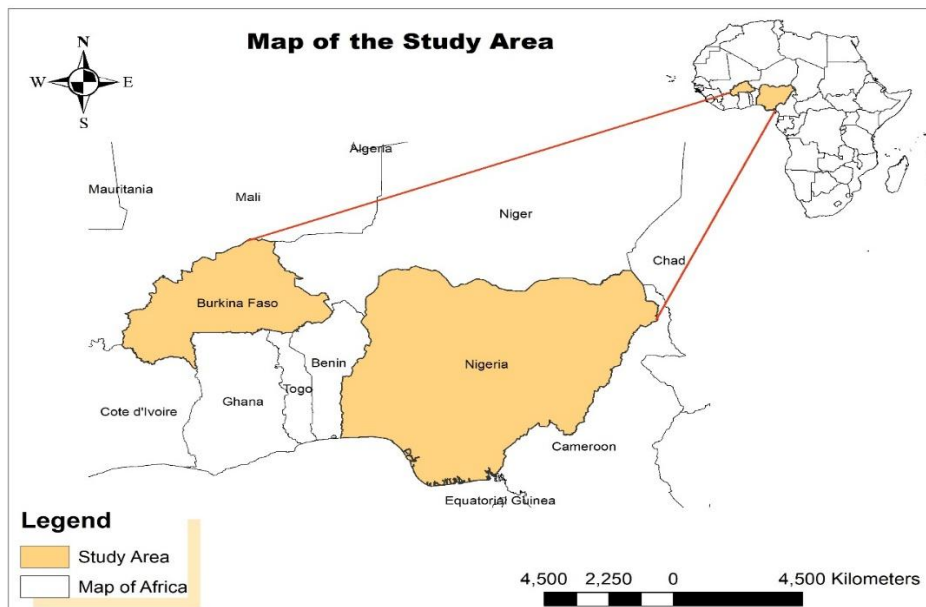 Map of the Study Area
N
W E
S
Algeria
Mauritania
Mali
Niger
Chad
Burkina Faso
Benin
Nigeria
Togo
Ghana
Cote d'Ivoire
Cameroon
Equatorial Guinea
Legend
Study Area
Map of Africa
4,500 2,250 0 4,500 Kilometers